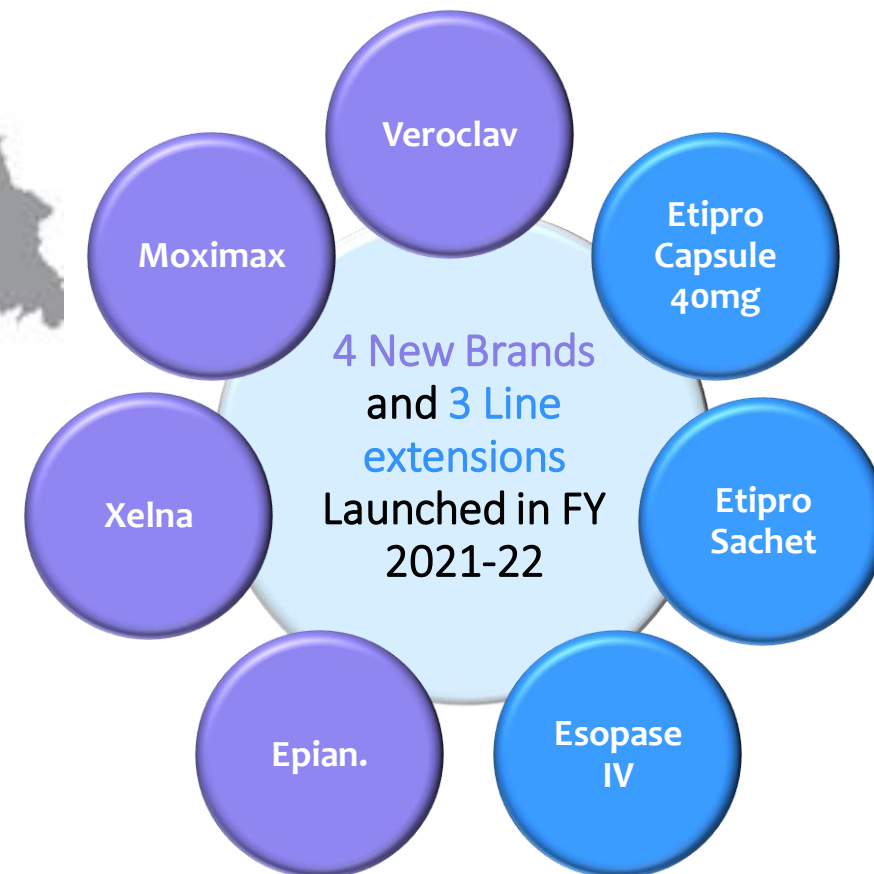 Veroclav
Moximax
Etipro
Capsule
40mg
4 New Brands
and 3 Line
extensions
Launched in FY
2021-22
Xelna
Etipro
Sachet
Epian.
Esopase
IV